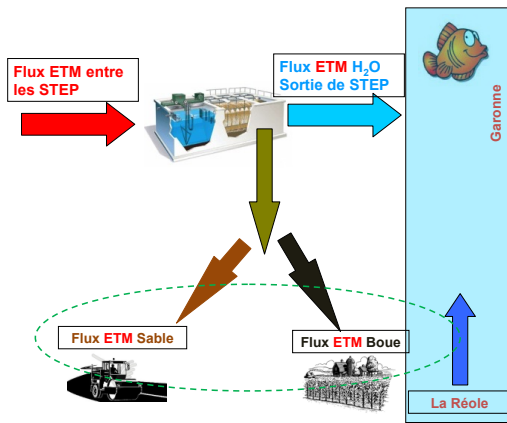 Flux ETM entre
les STEP
Flux ETM H₂O
Sortie de STEP
Garonne
Flux ETM Sable
Flux ETM Boue
La Réole